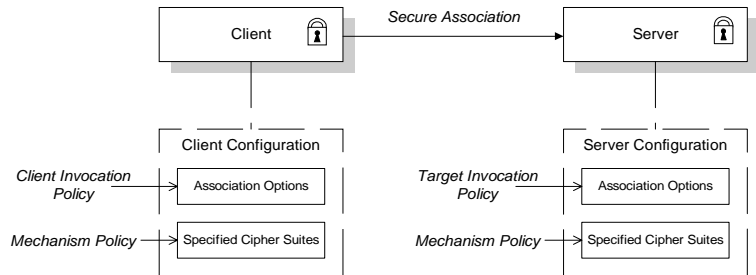 Secure Association
Client
Server
Client Configuration
Server Configuration
Client Invocation
Policy
Association Options
Target Invocation
Policy
Association Options
Mechanism Policy
Specified Cipher Suites
Mechanism Policy
Specified Cipher Suites